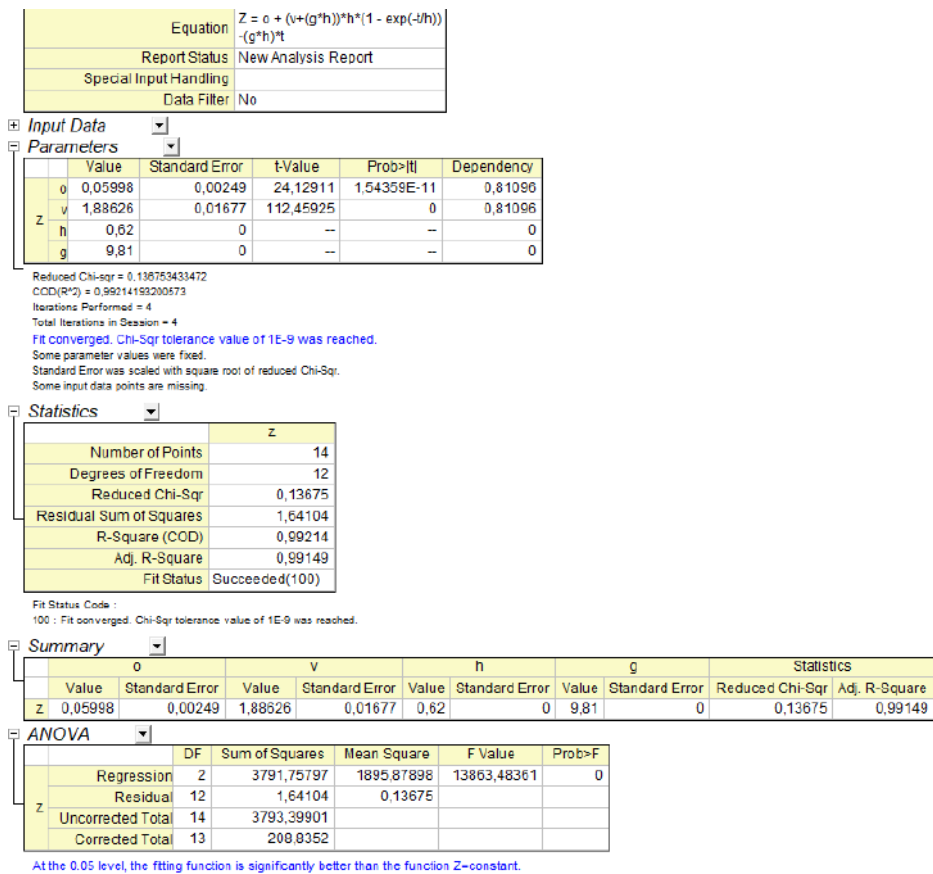 Equation Z = o + (v+(g*h))*h*(1 - exp(-t/h))
-(g*h)*t
Report Status New Analysis Report
Special Input Handling
Data Filter No
Input Data
Parameters
Value Standard Error t-Value Prob>|t| Dependency
z o 0,05998 0,00249 24,12911 1,54359E-11 0,81096
v 1,88626 0,01677 112,45925 0 0,81096
h 0,62 0 -- -- 0
g 9,81 0 -- -- 0
Reduced Chi-sqr = 0,136753433472
COD(R^2) = 0,99214193200573
Iterations Performed = 4
Total Iterations in Session = 4
Fit converged. Chi-Sqr tolerance value of 1E-9 was reached.
Some parameter values were fixed.
Standard Error was scaled with square root of reduced Chi-Sqr.
Some input data points are missing.
Statistics
z
Number of Points 14
Degrees of Freedom 12
Reduced Chi-Sqr 0,13675
Residual Sum of Squares 1,64104
R-Square (COD) 0,99214
Adj. R-Square 0,99149
Fit Status Succeeded(100)
Fit Status Code :
100 : Fit converged. Chi-Sqr tolerance value of 1E-9 was reached.
Summary
o v h g Statistics
Value Standard Error Value Standard Error Value Standard Error Value Standard Error Reduced Chi-Sqr Adj. R-Square
z 0,05998 0,00249 1,88626 0,01677 0,62 0 9,81 0 0,13675 0,99149
ANOVA
DF Sum of Squares Mean Square F Value Prob>F
z Regression 2 3791,75797 1895,87898 13863,48361 0
Residual 12 1,64104 0,13675
Uncorrected Total 14 3793,39901
Corrected Total 13 208,8352
At the 0.05 level, the fitting function is significantly better than the function Z=constant.